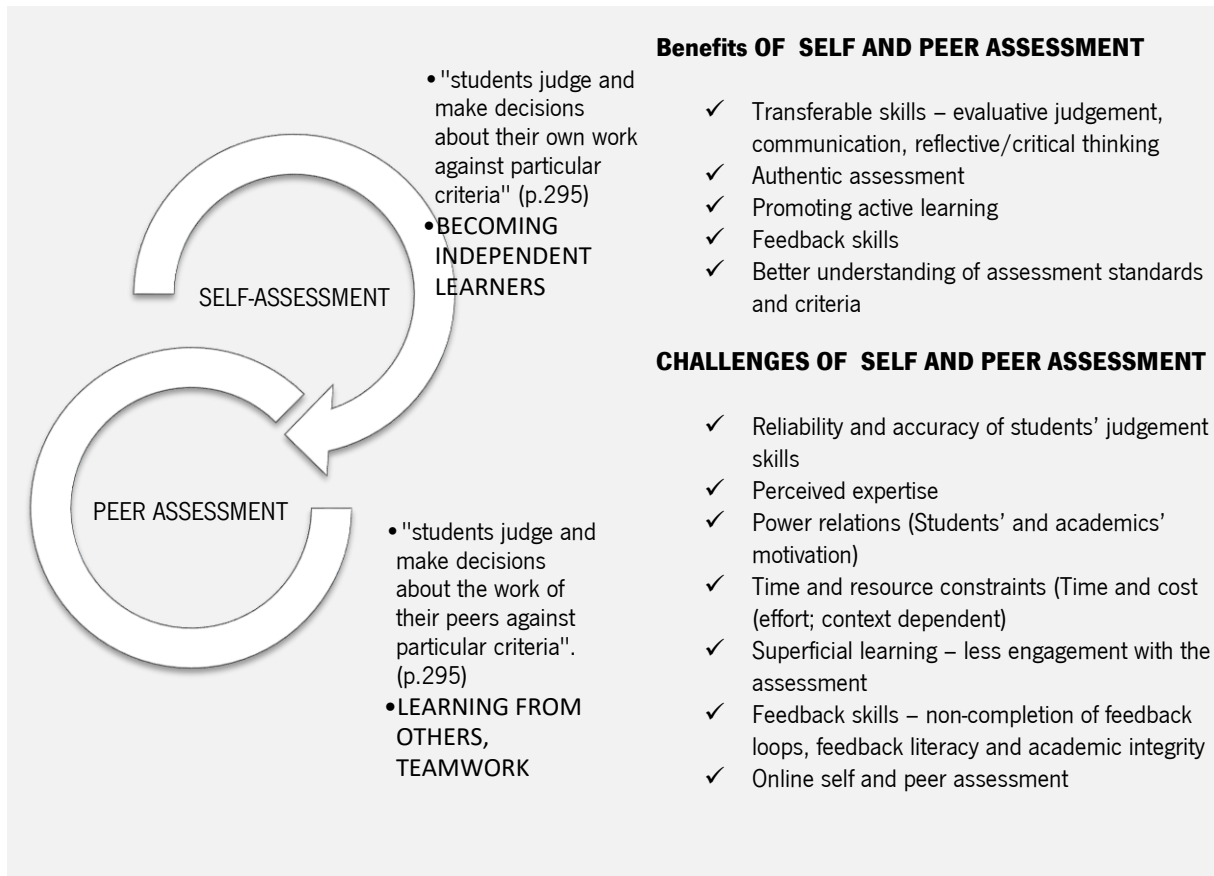 • "students judge and
make decisions
about their own work
against particular
criteria" (p.295)
•BECOMING
INDEPENDENT
LEARNERS
SELF-ASSESSMENT
PEER ASSESSMENT
• "students judge and
make decisions
about the work of
their peers against
particular criteria".
(p.295)
•LEARNING FROM
OTHERS,
TEAMWORK
Benefits OF SELF AND PEER ASSESSMENT
✓ Transferable skills – evaluative judgement,
communication, reflective/critical thinking
✓ Authentic assessment
✓ Promoting active learning
✓ Feedback skills
✓ Better understanding of assessment standards
and criteria
CHALLENGES OF SELF AND PEER ASSESSMENT
✓ Reliability and accuracy of students’ judgement
skills
✓ Perceived expertise
✓ Power relations (Students’ and academics’
motivation)
✓ Time and resource constraints (Time and cost
(effort; context dependent)
✓ Superficial learning – less engagement with the
assessment
✓ Feedback skills – non-completion of feedback
loops, feedback literacy and academic integrity
✓ Online self and peer assessment